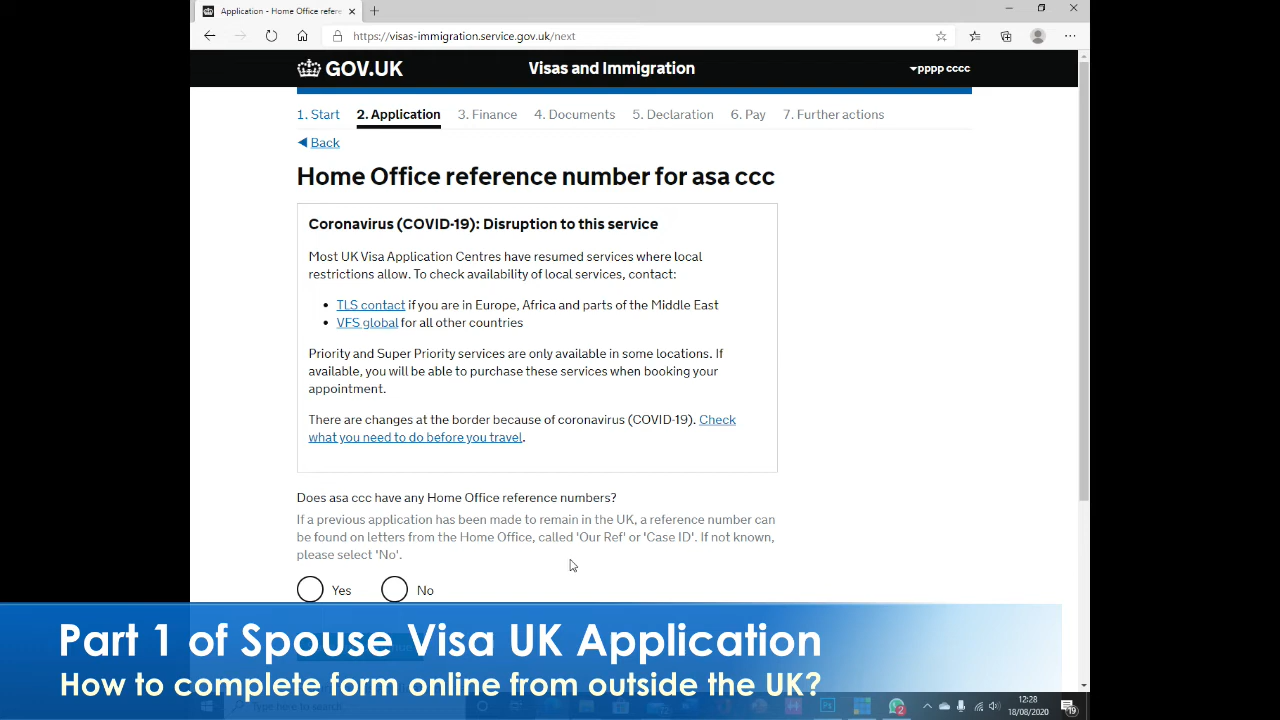 Application - Home Office refere
https://visas-immigration.service.gov.uk/next
GOV.UK
Visas and Immigration
pppp cccc
1. Start
2. Application
3. Finance
4. Documents
5. Declaration
6. Pay
7. Further actions
Back
Home Office reference number for asa ccc
Coronavirus (COVID-19): Disruption to this service
Most UK Visa Application Centres have resumed services where local
restrictions allow. To check availability of local services, contact:
• TLS contact if you are in Europe, Africa and parts of the Middle East
• VFS global for all other countries
Priority and Super Priority services are only available in some locations. If
available, you will be able to purchase these services when booking your
appointment.
There are changes at the border because of coronavirus (COVID-19). Check
what you need to do before you travel.
Does asa ccc have any Home Office reference numbers?
If a previous application has been made to remain in the UK, a reference number can
be found on letters from the Home Office, called 'Our Ref' or 'Case ID'. If not known,
please select 'No'.
Yes
No
Part 1 of Spouse Visa UK Application
How to complete form online from outside the UK?
Type here to search
12:28
18/08/2020
2
19